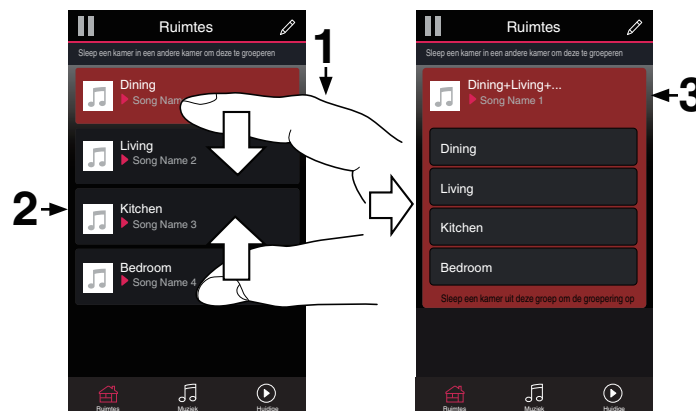 Ruimtes
Sleep een kamer in een andere kamer om deze te groeperen
1
Dining
Song Na
Living
Song Name 2
2
Kitchen
Song Name 3
Bedroom
Song Name 4
Ruimtes
Muziek
Huidige
Ruimtes
Sleep een kamer in een andere kamer om deze te groeperen
Dining+Living+...
Song Name 1
3
Dining
Living
Kitchen
Bedroom
Sleep een kamer uit deze groep om de groepering op
Ruimtes
Muziek
Huidige